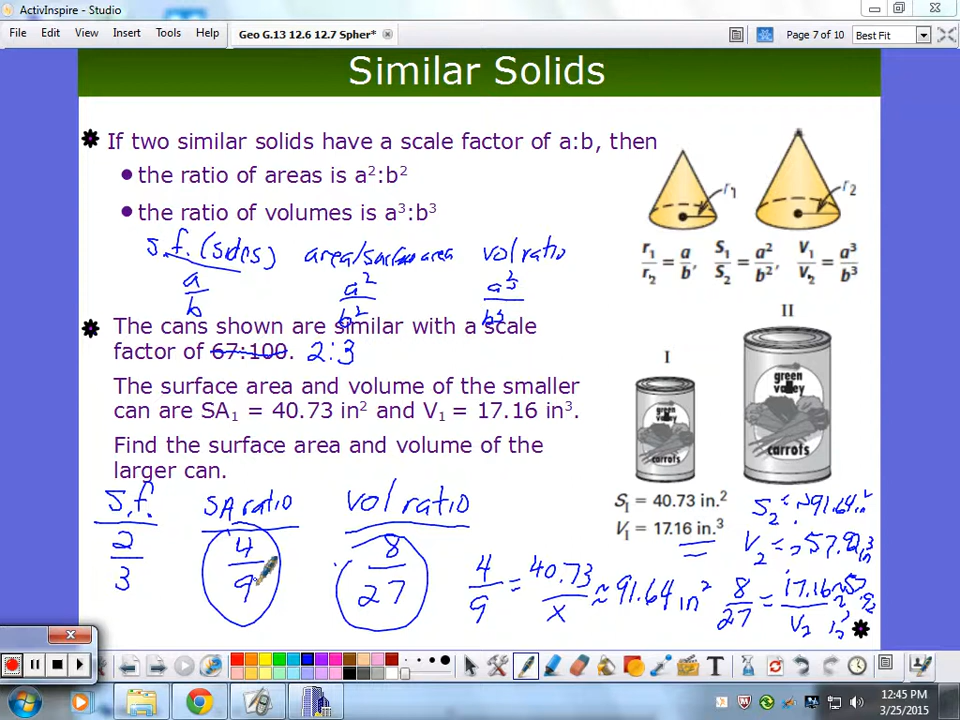 ActivInspire - Studio
File Edit View Insert Tools Help Geo G.13 12.6 12.7 Spher* Page 7 of 10 Best Fit
Similar Solids
If two similar solids have a scale factor of a:b, then
the ratio of areas is a²:b²
the ratio of volumes is a³:b³
r₁ r₂
r₁/r₂ = a/b, S₁/S₂ = a²/b², V₁/V₂ = a³/b³
s.f. (sides) area/surface area vol ratio
a/b a²/b² a³/b³
The cans shown are similar with a scale
factor of 67:100. 2:3
The surface area and volume of the smaller
can are SA₁ = 40.73 in² and V₁ = 17.16 in³.
Find the surface area and volume of the
larger can.
I II
green valley carrots
green valley carrots
S₁ = 40.73 in.²
V₁ = 17.16 in.³
S₂ = ~91.64 in²
V₂ = ~57.92 in³
S.f. SA ratio Vol ratio
2/3 4/9 8/27
4/9 = 40.73/x ≈ 91.64 in²
8/27 = 17.16/V₂
12:45 PM
3/25/2015